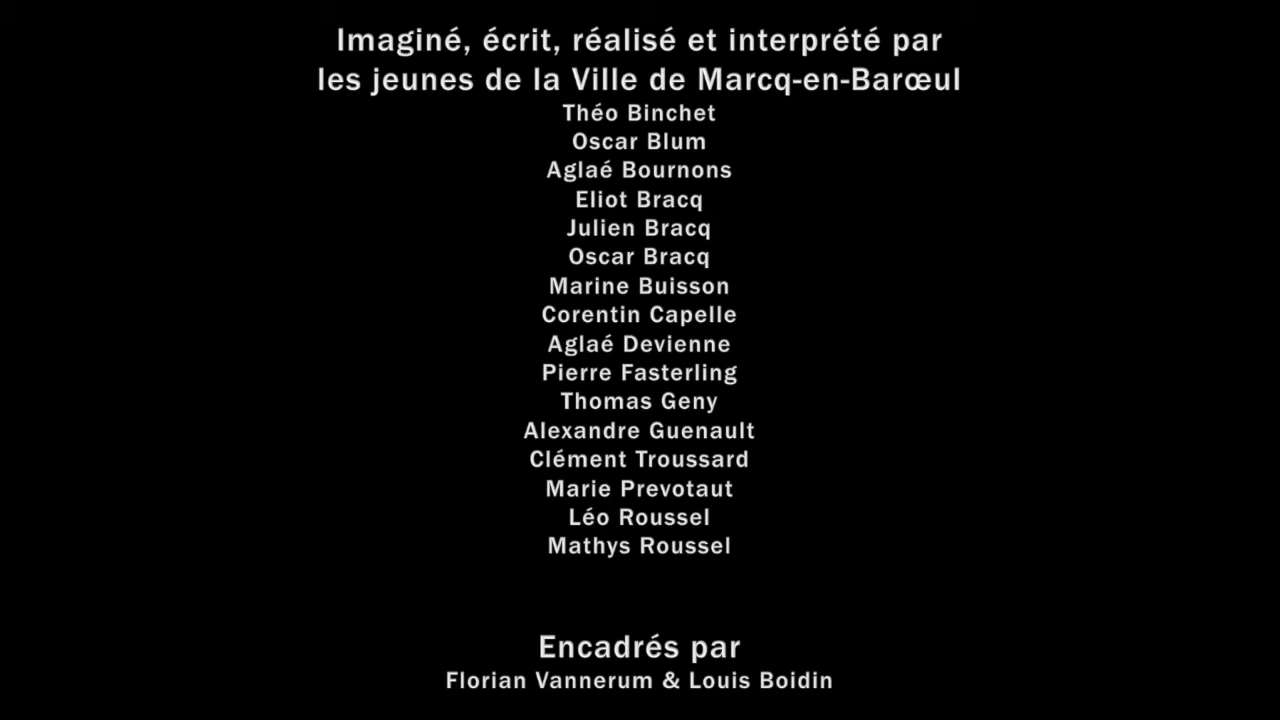 Imaginé, écrit, réalisé et interprété par
les jeunes de la Ville de Marcq-en-Barœul
Théo Binchet
Oscar Blum
Aglaé Bournons
Eliot Bracq
Julien Bracq
Oscar Bracq
Marine Buisson
Corentin Capelle
Aglaé Devienne
Pierre Fasterling
Thomas Geny
Alexandre Guenault
Clément Troussard
Marie Prevotaut
Léo Roussel
Mathys Roussel
Encadrés par
Florian Vannerum & Louis Boidin